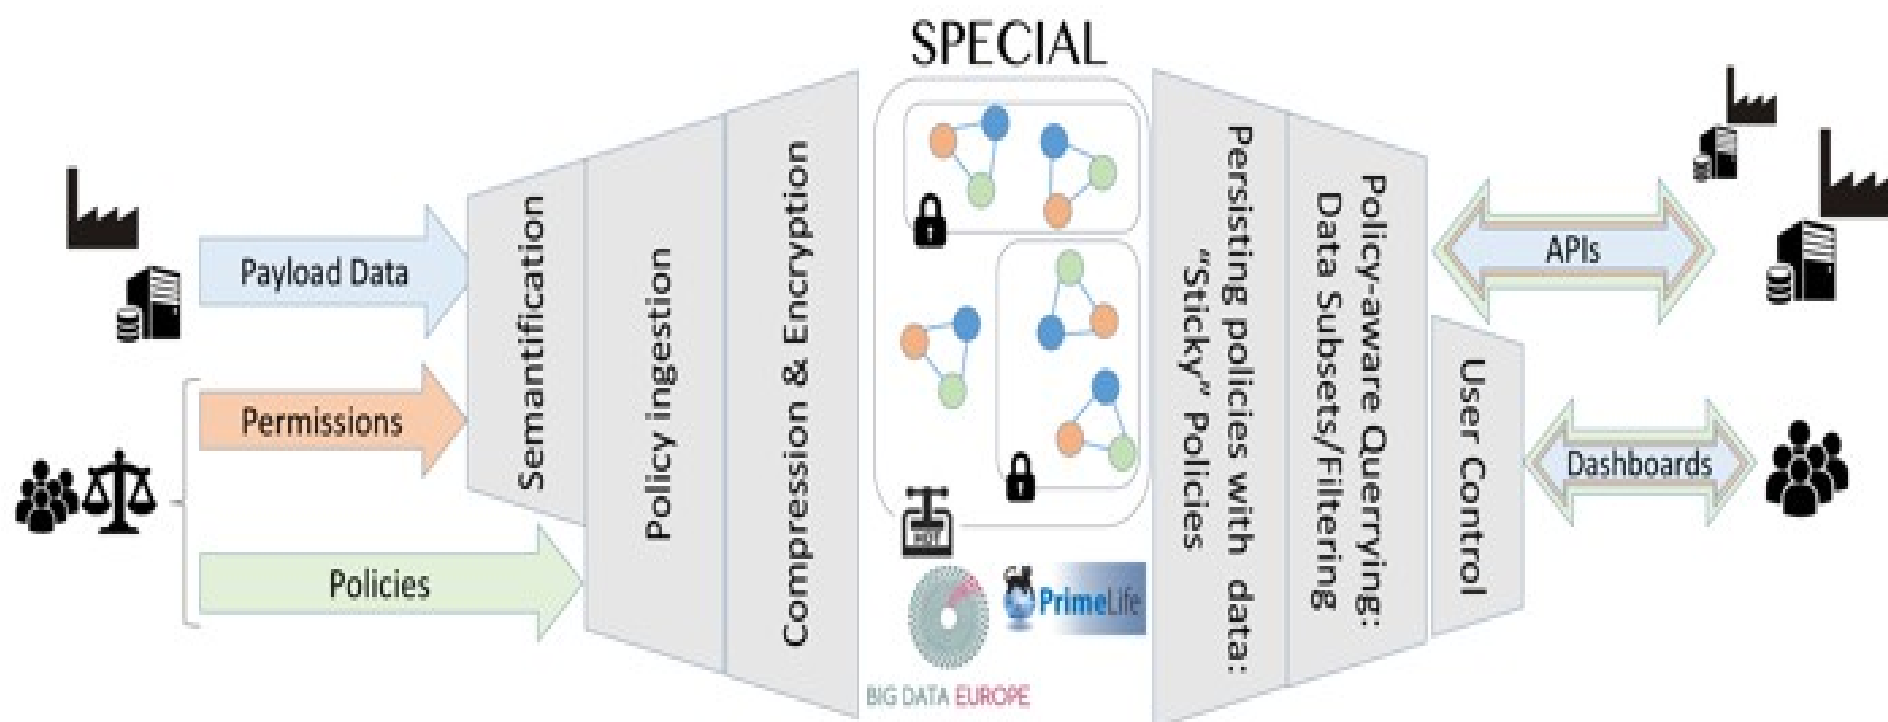 SPECIAL
Payload Data
Permissions
Policies
Semantification
Policy ingestion
Compression & Encryption
HDT
BIG DATA EUROPE
PrimeLife
Persisting policies with data:
“Sticky” Policies
Policy-aware Querrying:
Data Subsets/Filtering
User Control
APIs
Dashboards